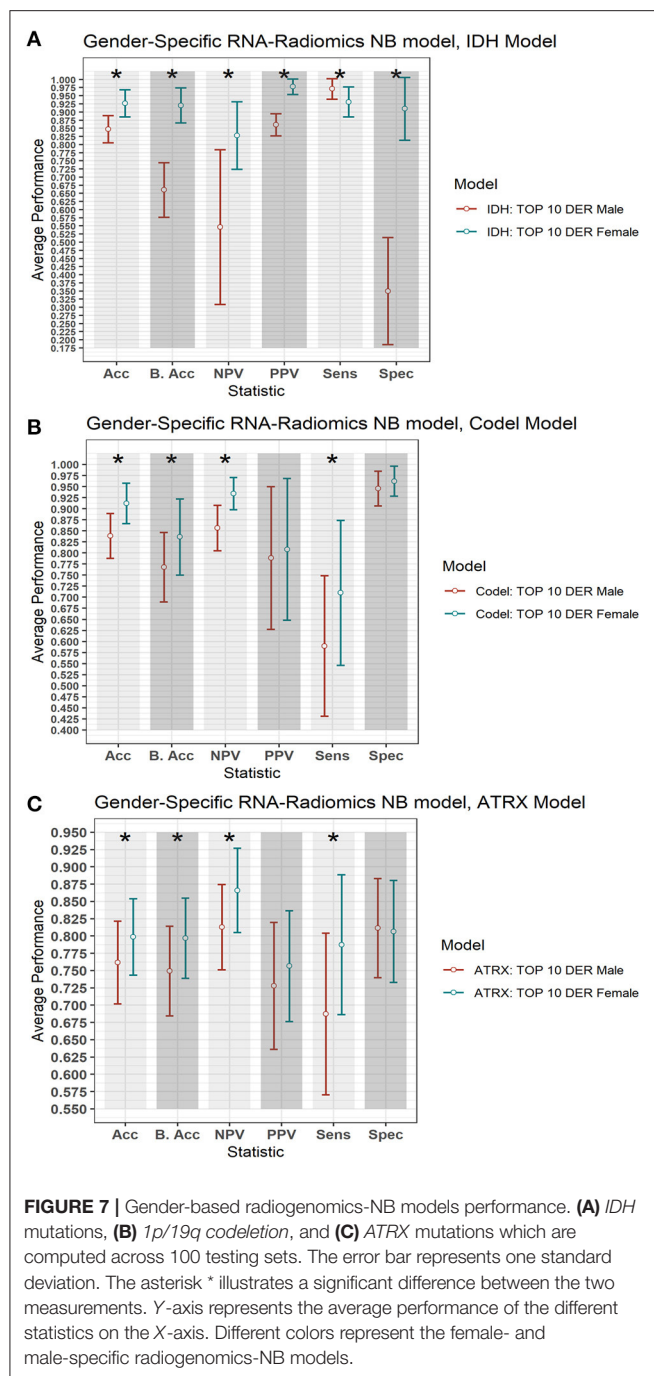 A
Gender-Specific RNA-Radiomics NB model, IDH Model
* * * * * *
1.000
0.975
0.950
0.925
0.900
0.875
0.850
0.825
0.800
0.775
0.750
0.725
0.700
0.675
0.650
0.625
0.600
0.575
0.550
0.525
0.500
0.475
0.450
0.425
0.400
0.375
0.350
0.325
0.300
0.275
0.250
0.225
0.200
0.175
Average Performance
Acc B. Acc NPV PPV Sens Spec
Statistic
Model
IDH: TOP 10 DER Male
IDH: TOP 10 DER Female
B
Gender-Specific RNA-Radiomics NB model, Codel Model
* * * *
1.000
0.975
0.950
0.925
0.900
0.875
0.850
0.825
0.800
0.775
0.750
0.725
0.700
0.675
0.650
0.625
0.600
0.575
0.550
0.525
0.500
0.475
0.450
0.425
0.400
Average Performance
Acc B. Acc NPV PPV Sens Spec
Statistic
Model
Codel: TOP 10 DER Male
Codel: TOP 10 DER Female
C
Gender-Specific RNA-Radiomics NB model, ATRX Model
* * * *
0.950
0.925
0.900
0.875
0.850
0.825
0.800
0.775
0.750
0.725
0.700
0.675
0.650
0.625
0.600
0.575
0.550
Average Performance
Acc B. Acc NPV PPV Sens Spec
Statistic
Model
ATRX: TOP 10 DER Male
ATRX: TOP 10 DER Female
FIGURE 7 | Gender-based radiogenomics-NB models performance. (A) IDH
mutations, (B) 1p/19q codeletion, and (C) ATRX mutations which are
computed across 100 testing sets. The error bar represents one standard
deviation. The asterisk * illustrates a significant difference between the two
measurements. Y-axis represents the average performance of the different
statistics on the X-axis. Different colors represent the female- and
male-specific radiogenomics-NB models.